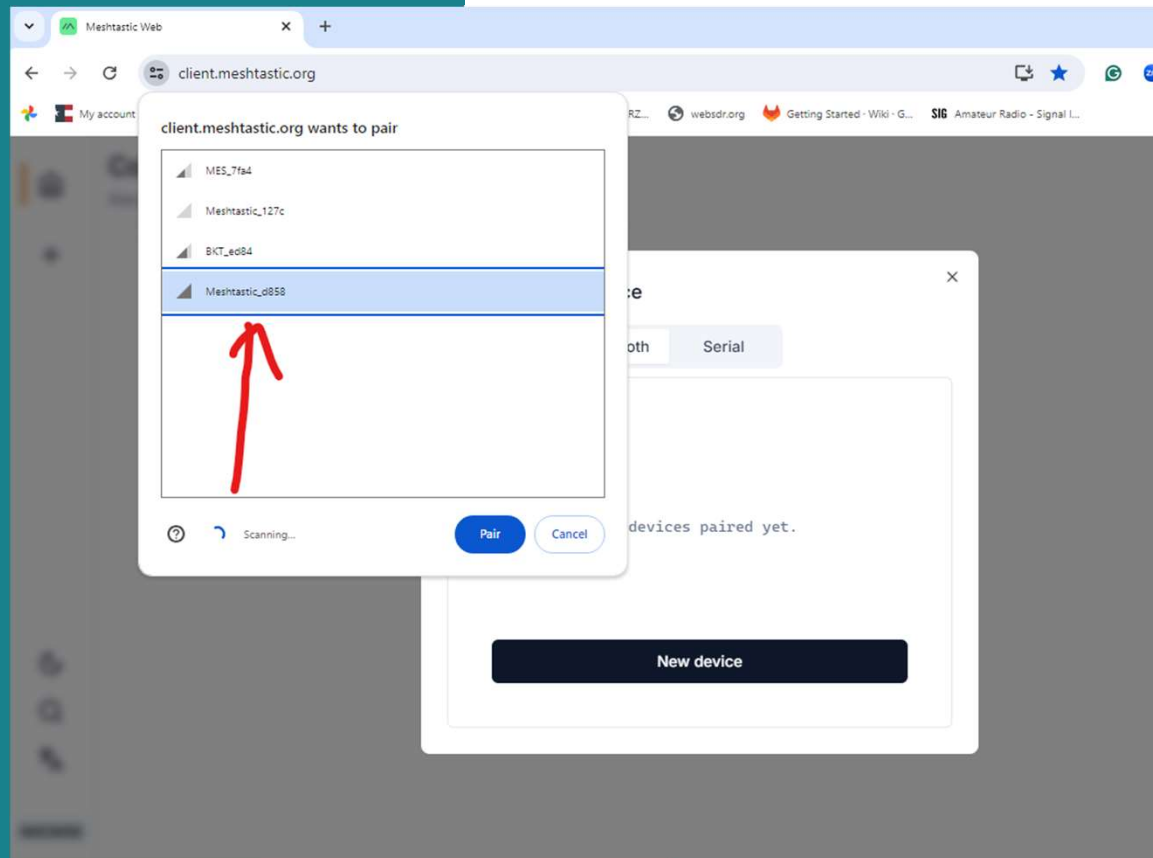 Meshtastic Web
client.meshtastic.org
My account
RZ...
websdr.org
Getting Started · Wiki · G...
SIG Amateur Radio - Signal I...
client.meshtastic.org wants to pair
MES_7fa4
Meshtastic_127c
BKT_ed84
Meshtastic_d858
oth
Serial
devices paired yet.
Scanning...
Pair
Cancel
New device